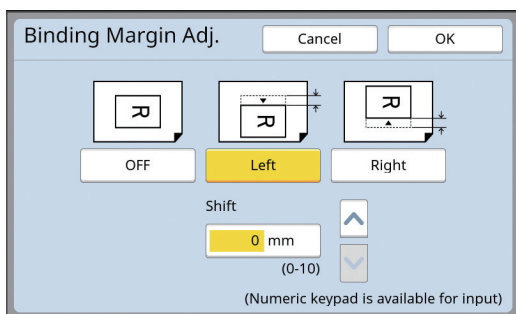 Binding Margin Adj.
Cancel
OK
R
R
R
OFF
Left
Right
Shift
0 mm
(0-10)
(Numeric keypad is available for input)